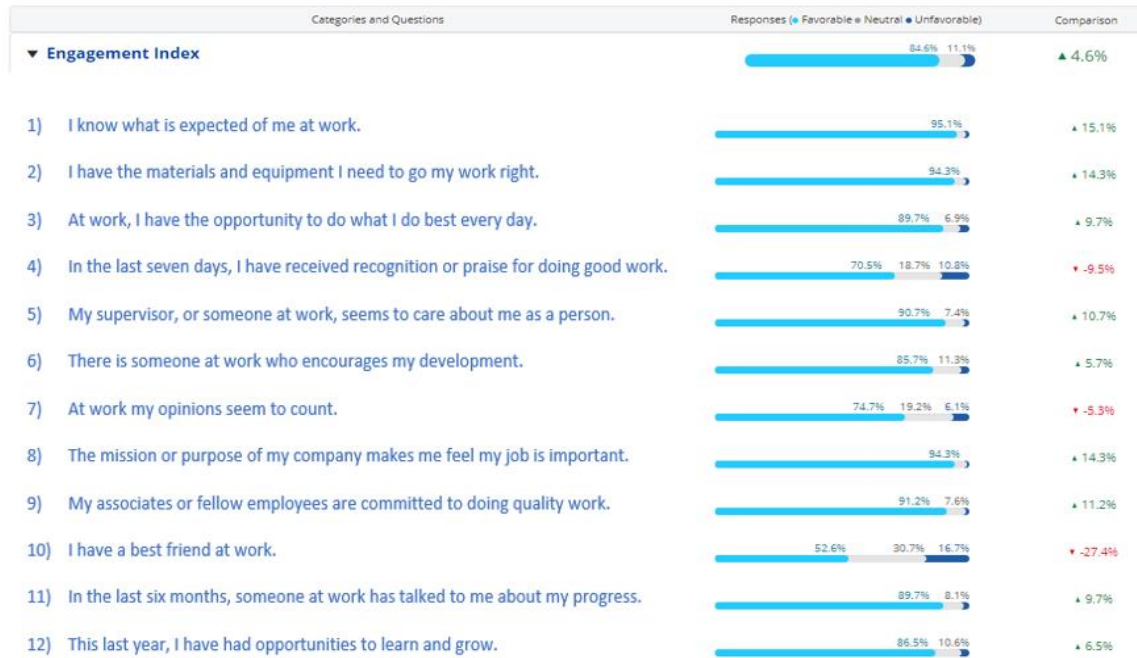 Categories and Questions Responses (● Favorable ● Neutral ● Unfavorable) Comparison
▼ Engagement Index 84.6% 11.1% ▲ 4.6%
1) I know what is expected of me at work. 95.1% ▲ 15.1%
2) I have the materials and equipment I need to go my work right. 94.3% ▲ 14.3%
3) At work, I have the opportunity to do what I do best every day. 89.7% 6.9% ▲ 9.7%
4) In the last seven days, I have received recognition or praise for doing good work. 70.5% 18.7% 10.8% ▼ -9.5%
5) My supervisor, or someone at work, seems to care about me as a person. 90.7% 7.4% ▲ 10.7%
6) There is someone at work who encourages my development. 85.7% 11.3% ▲ 5.7%
7) At work my opinions seem to count. 74.7% 19.2% 6.1% ▼ -5.3%
8) The mission or purpose of my company makes me feel my job is important. 94.3% ▲ 14.3%
9) My associates or fellow employees are committed to doing quality work. 91.2% 7.6% ▲ 11.2%
10) I have a best friend at work. 52.6% 30.7% 16.7% ▼ -27.4%
11) In the last six months, someone at work has talked to me about my progress. 89.7% 8.1% ▲ 9.7%
12) This last year, I have had opportunities to learn and grow. 86.5% 10.6% ▲ 6.5%